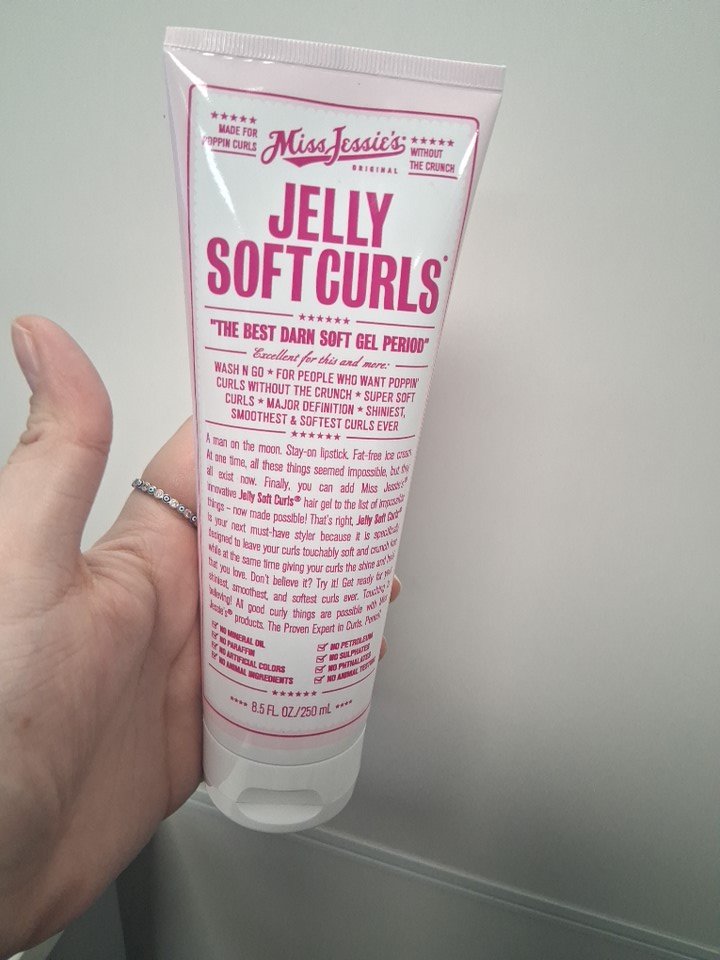 MADE FOR
POPPIN CURLS
Miss Jessie's
ORIGINAL
WITHOUT
THE CRUNCH
JELLY
SOFT CURLS
"THE BEST DARN SOFT GEL PERIOD"
Excellent for this and more:
WASH N GO ★ FOR PEOPLE WHO WANT POPPIN'
CURLS WITHOUT THE CRUNCH ★ SUPER SOFT
CURLS ★ MAJOR DEFINITION ★ SHINIEST,
SMOOTHEST & SOFTEST CURLS EVER
A man on the moon. Stay-on lipstick. Fat-free ice cream.
At one time, all these things seemed impossible, but they
all exist now. Finally, you can add Miss Jessie's®
innovative Jelly Soft Curls® hair gel to the list of impossible
things – now made possible! That's right, Jelly Soft Curls®
is your next must-have styler because it is specifically
designed to leave your curls touchably soft and crunch
while at the same time giving your curls the shine and
that you love. Don't believe it? Try it! Get ready for your
shiniest, smoothest, and softest curls ever. Touching is
believing! All good curly things are possible with Miss
Jessie's® products. The Proven Expert in Curls. Period.
NO MINERAL OIL
NO PARAFFIN
NO ARTIFICIAL COLORS
NO ANIMAL INGREDIENTS
NO PETROLEUM
NO SULPHATES
NO PHTHALATES
NO ANIMAL TESTING
8.5 FL. OZ./250 mL